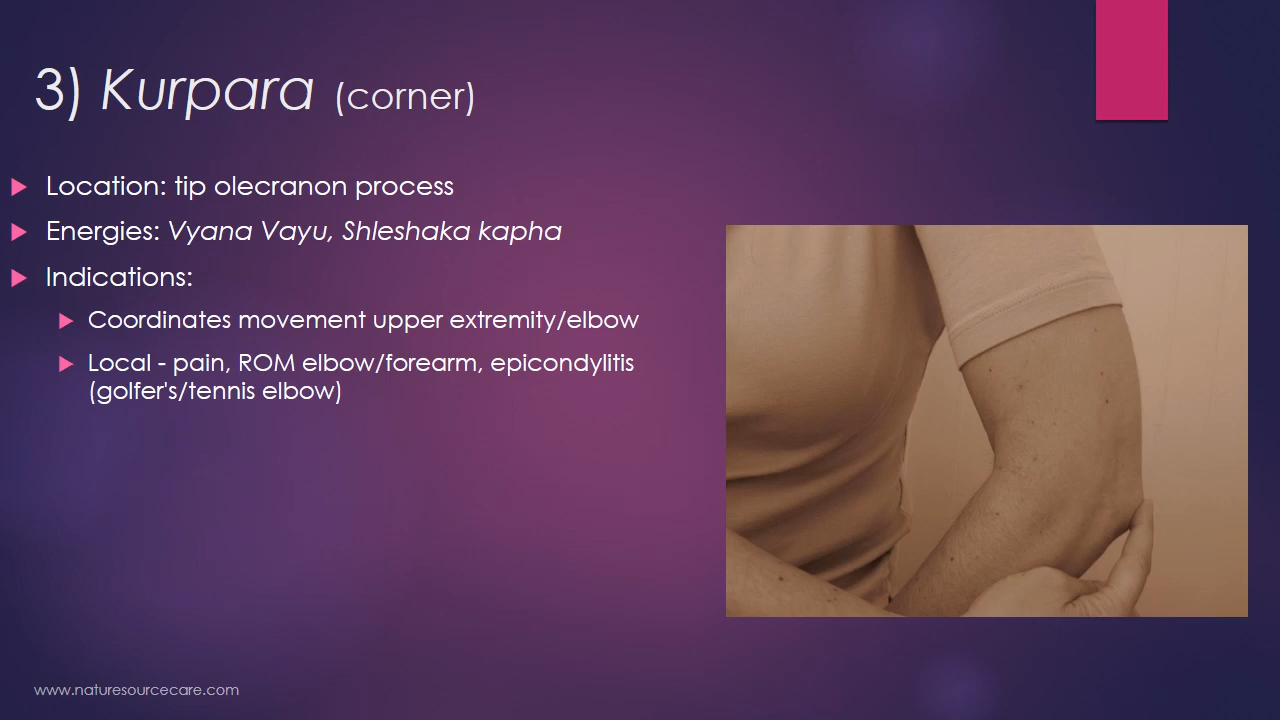 3) Kurpara (corner)
Location: tip olecranon process
Energies: Vyana Vayu, Shleshaka kapha
Indications:
Coordinates movement upper extremity/elbow
Local - pain, ROM elbow/forearm, epicondylitis
(golfer's/tennis elbow)
www.naturesourcecare.com